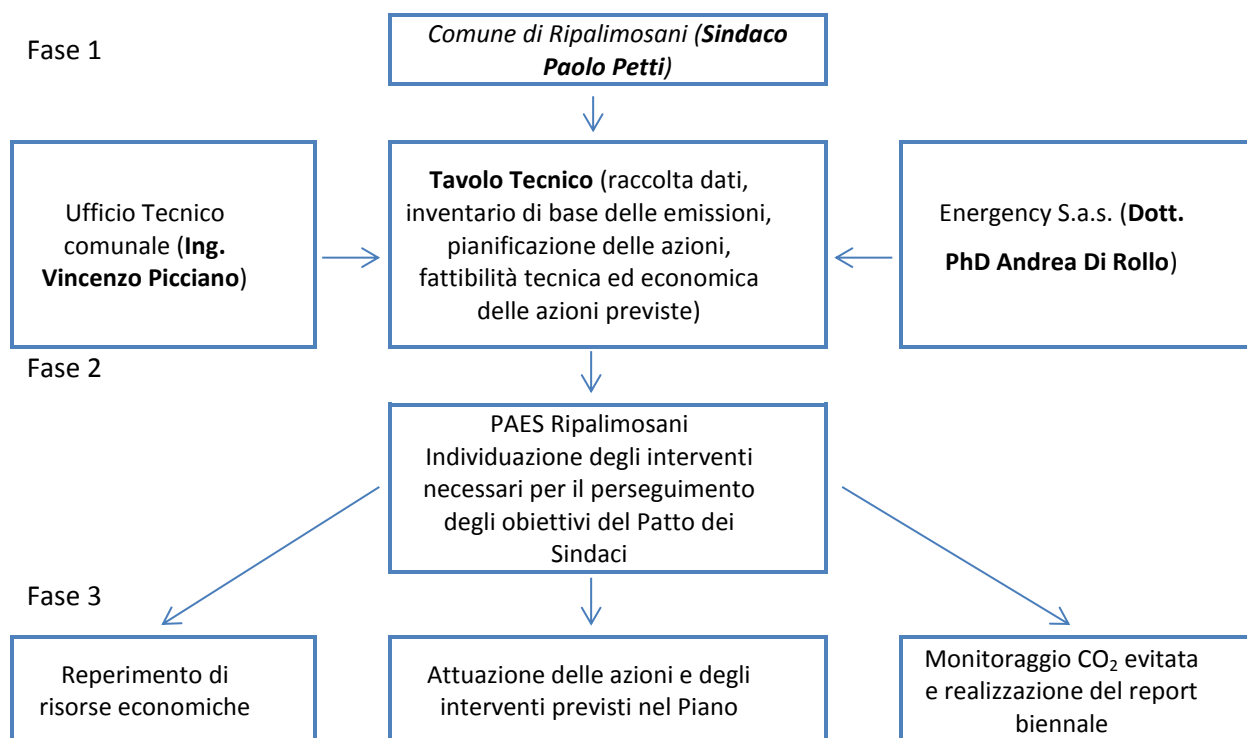 Fase 1
Comune di Ripalimosani (Sindaco
Paolo Petti)
Ufficio Tecnico
comunale (Ing.
Vincenzo Picciano)
Tavolo Tecnico (raccolta dati,
inventario di base delle emissioni,
pianificazione delle azioni,
fattibilità tecnica ed economica
delle azioni previste)
Energency S.a.s. (Dott.
PhD Andrea Di Rollo)
Fase 2
PAES Ripalimosani
Individuazione degli interventi
necessari per il perseguimento
degli obiettivi del Patto dei
Sindaci
Fase 3
Reperimento di
risorse economiche
Attuazione delle azioni e degli
interventi previsti nel Piano
Monitoraggio CO₂ evitata
e realizzazione del report
biennale